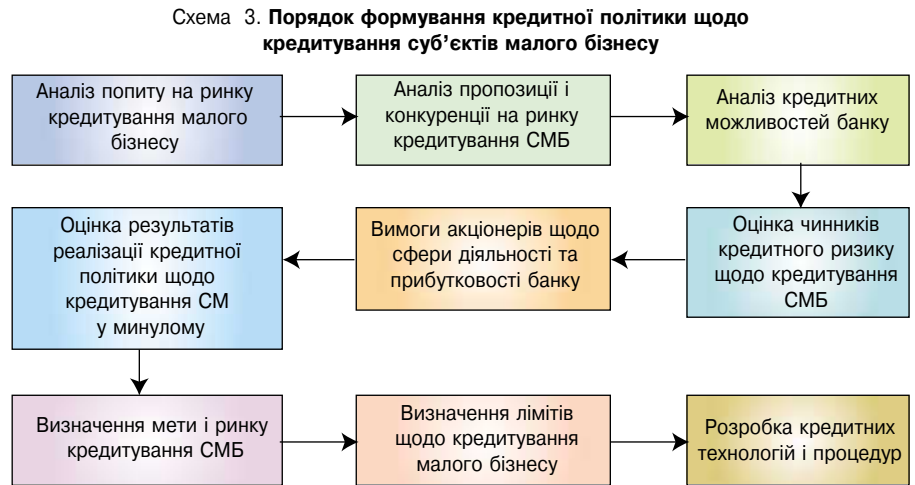 Схема 3. Порядок формування кредитної політики щодо
кредитування суб’єктів малого бізнесу
Аналіз попиту на ринку
кредитування малого
бізнесу
Аналіз пропозиції і
конкуренції на ринку
кредитування СМБ
Аналіз кредитних
можливостей банку
Оцінка чинників
кредитного ризику
щодо кредитування
СМБ
Вимоги акціонерів щодо
сфери діяльності та
прибутковості банку
Оцінка результатів
реалізації кредитної
політики щодо
кредитування СМ
у минулому
Визначення мети і ринку
кредитування СМБ
Визначення лімітів
щодо кредитування
малого бізнесу
Розробка кредитних
технологій і процедур